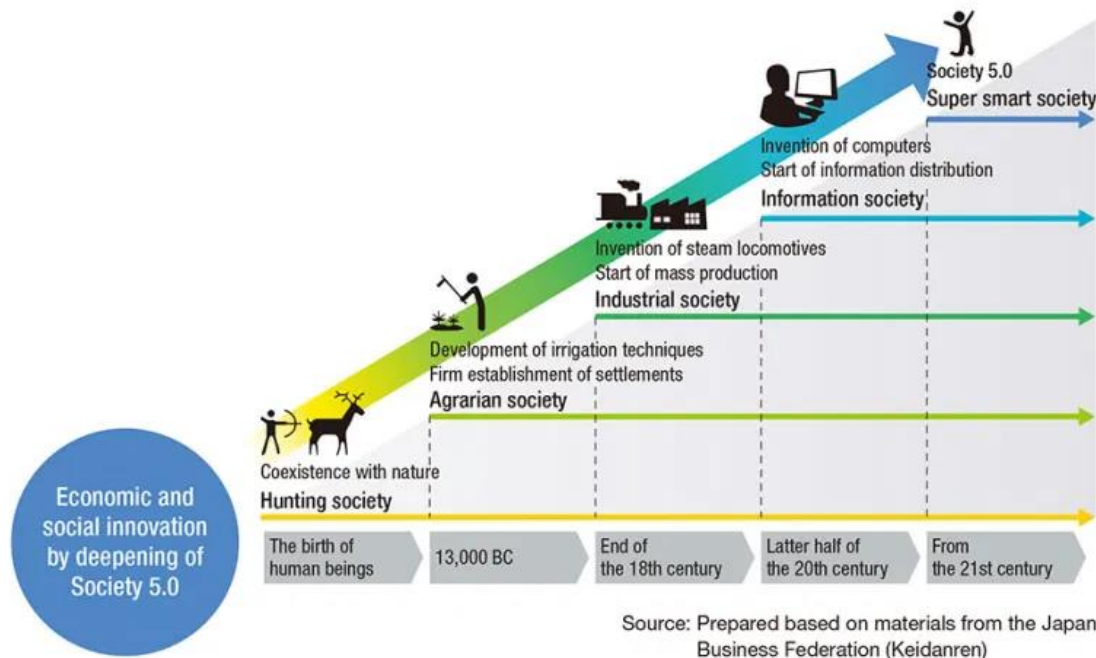 Society 5.0
Super smart society
Invention of computers
Start of information distribution
Information society
Invention of steam locomotives
Start of mass production
Industrial society
Development of irrigation techniques
Firm establishment of settlements
Agrarian society
Coexistence with nature
Hunting society
Economic and
social innovation
by deepening of
Society 5.0
The birth of
human beings
13,000 BC
End of
the 18th century
Latter half of
the 20th century
From
the 21st century
Source: Prepared based on materials from the Japan
Business Federation (Keidanren)